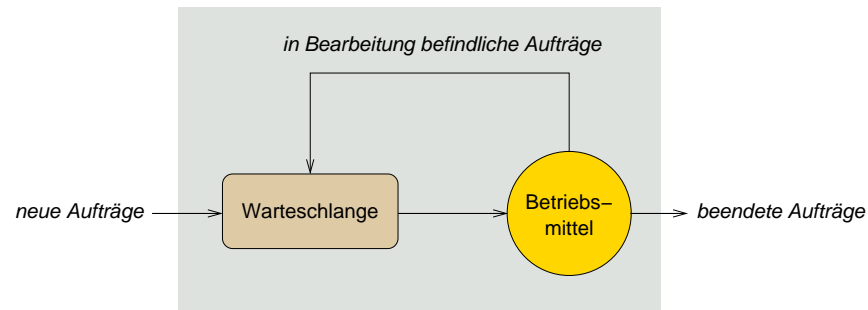 in Bearbeitung befindliche Aufträge
neue Aufträge
Warteschlange
Betriebs–
mittel
beendete Aufträge